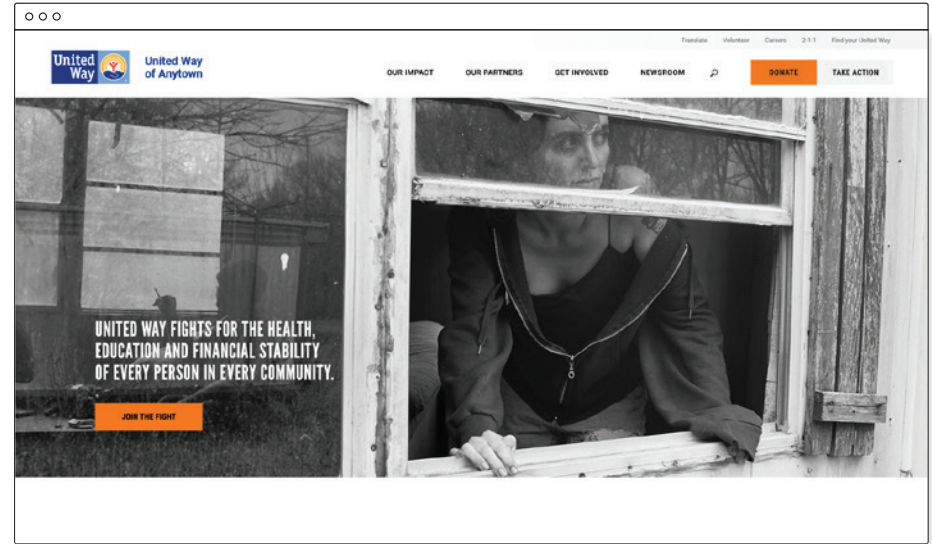 Translate Volunteer Careers 2-1-1 Find your United Way
United Way
United Way of Anytown
OUR IMPACT OUR PARTNERS GET INVOLVED NEWSROOM DONATE TAKE ACTION
UNITED WAY FIGHTS FOR THE HEALTH,
EDUCATION AND FINANCIAL STABILITY
OF EVERY PERSON IN EVERY COMMUNITY.
JOIN THE FIGHT